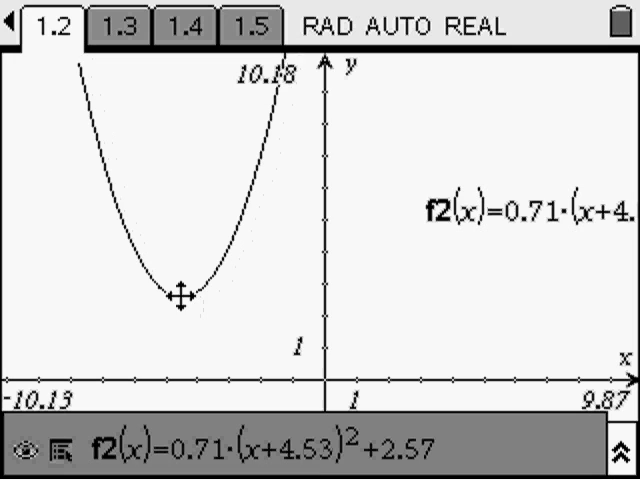 1.2 1.3 1.4 1.5 RAD AUTO REAL
10.18 y
f2(x)=0.71·(x+4.
1
x
-10.13 1 9.87
f2(x)=0.71·(x+4.53)²+2.57